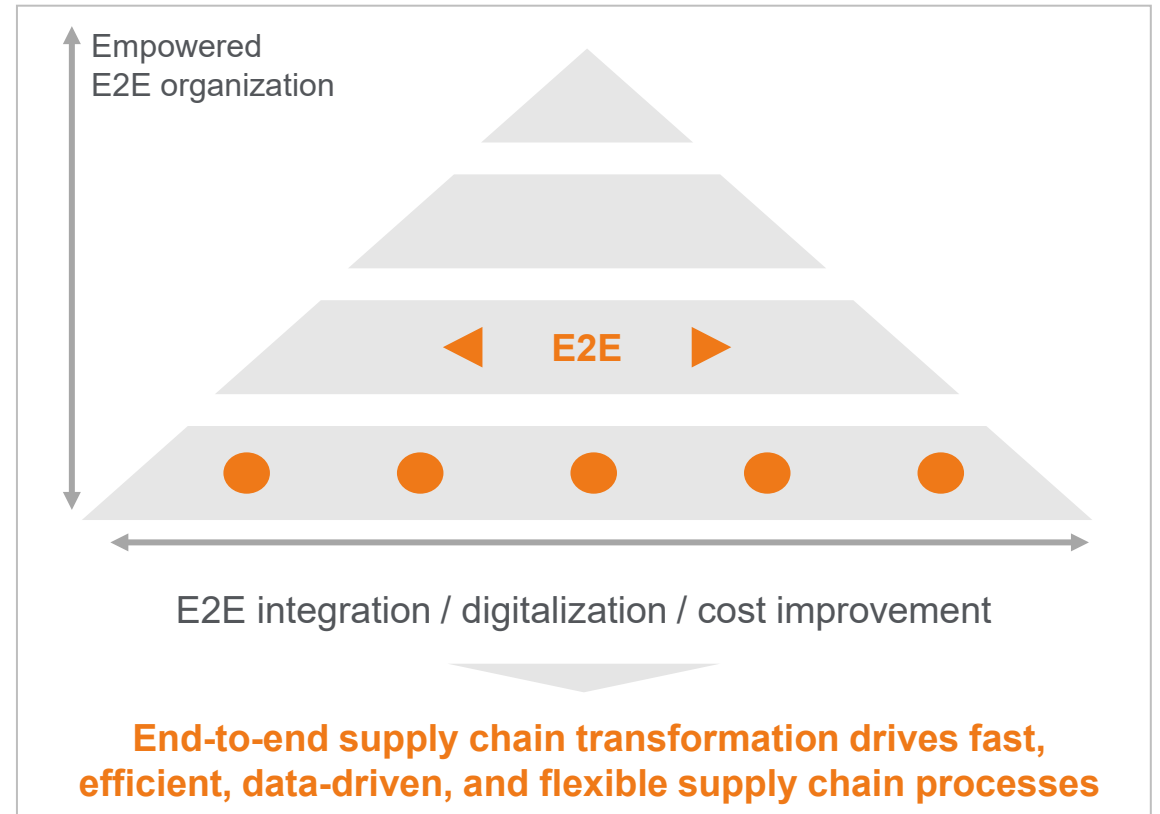 Empowered
E2E organization
E2E
E2E integration / digitalization / cost improvement
End-to-end supply chain transformation drives fast,
efficient, data-driven, and flexible supply chain processes